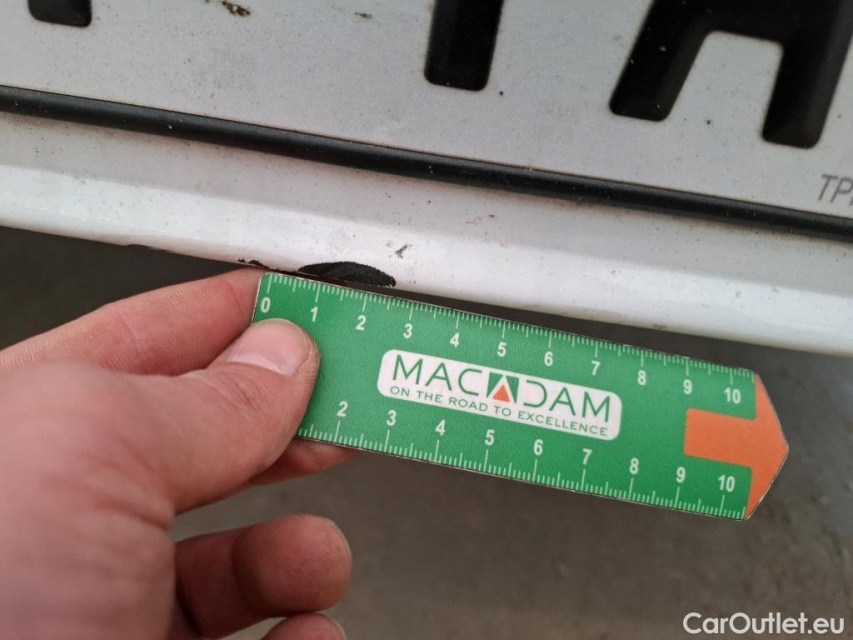 TP
0 1 2 3 4 5 6 7 8 9 10
MACADAM
ON THE ROAD TO EXCELLENCE
2 3 4 5 6 7 8 9 10
CarOutlet.eu